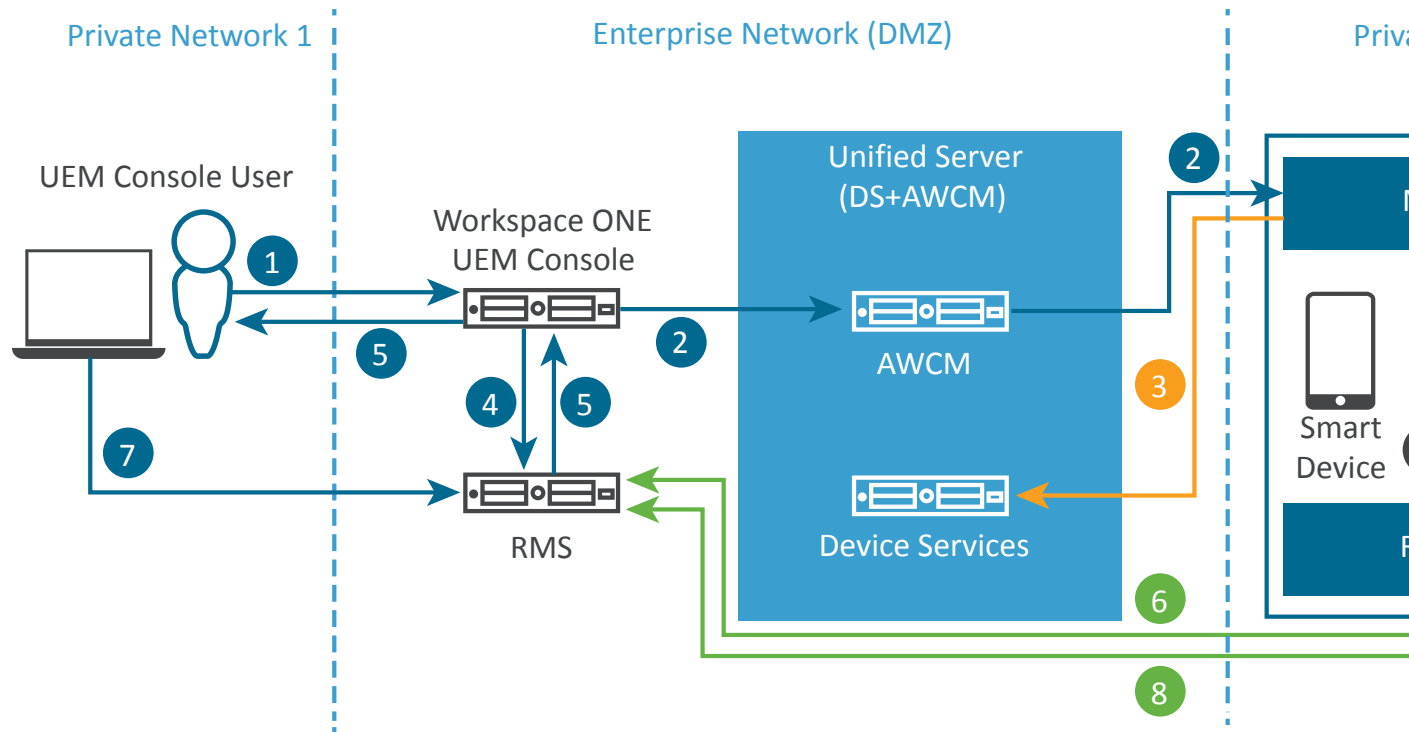 Private Network 1
Enterprise Network (DMZ)
Priva
UEM Console User
Workspace ONE
UEM Console
Unified Server
(DS+AWCM)
2
1
5
2
AWCM
3
4
5
Smart
Device
7
RMS
Device Services
6
8